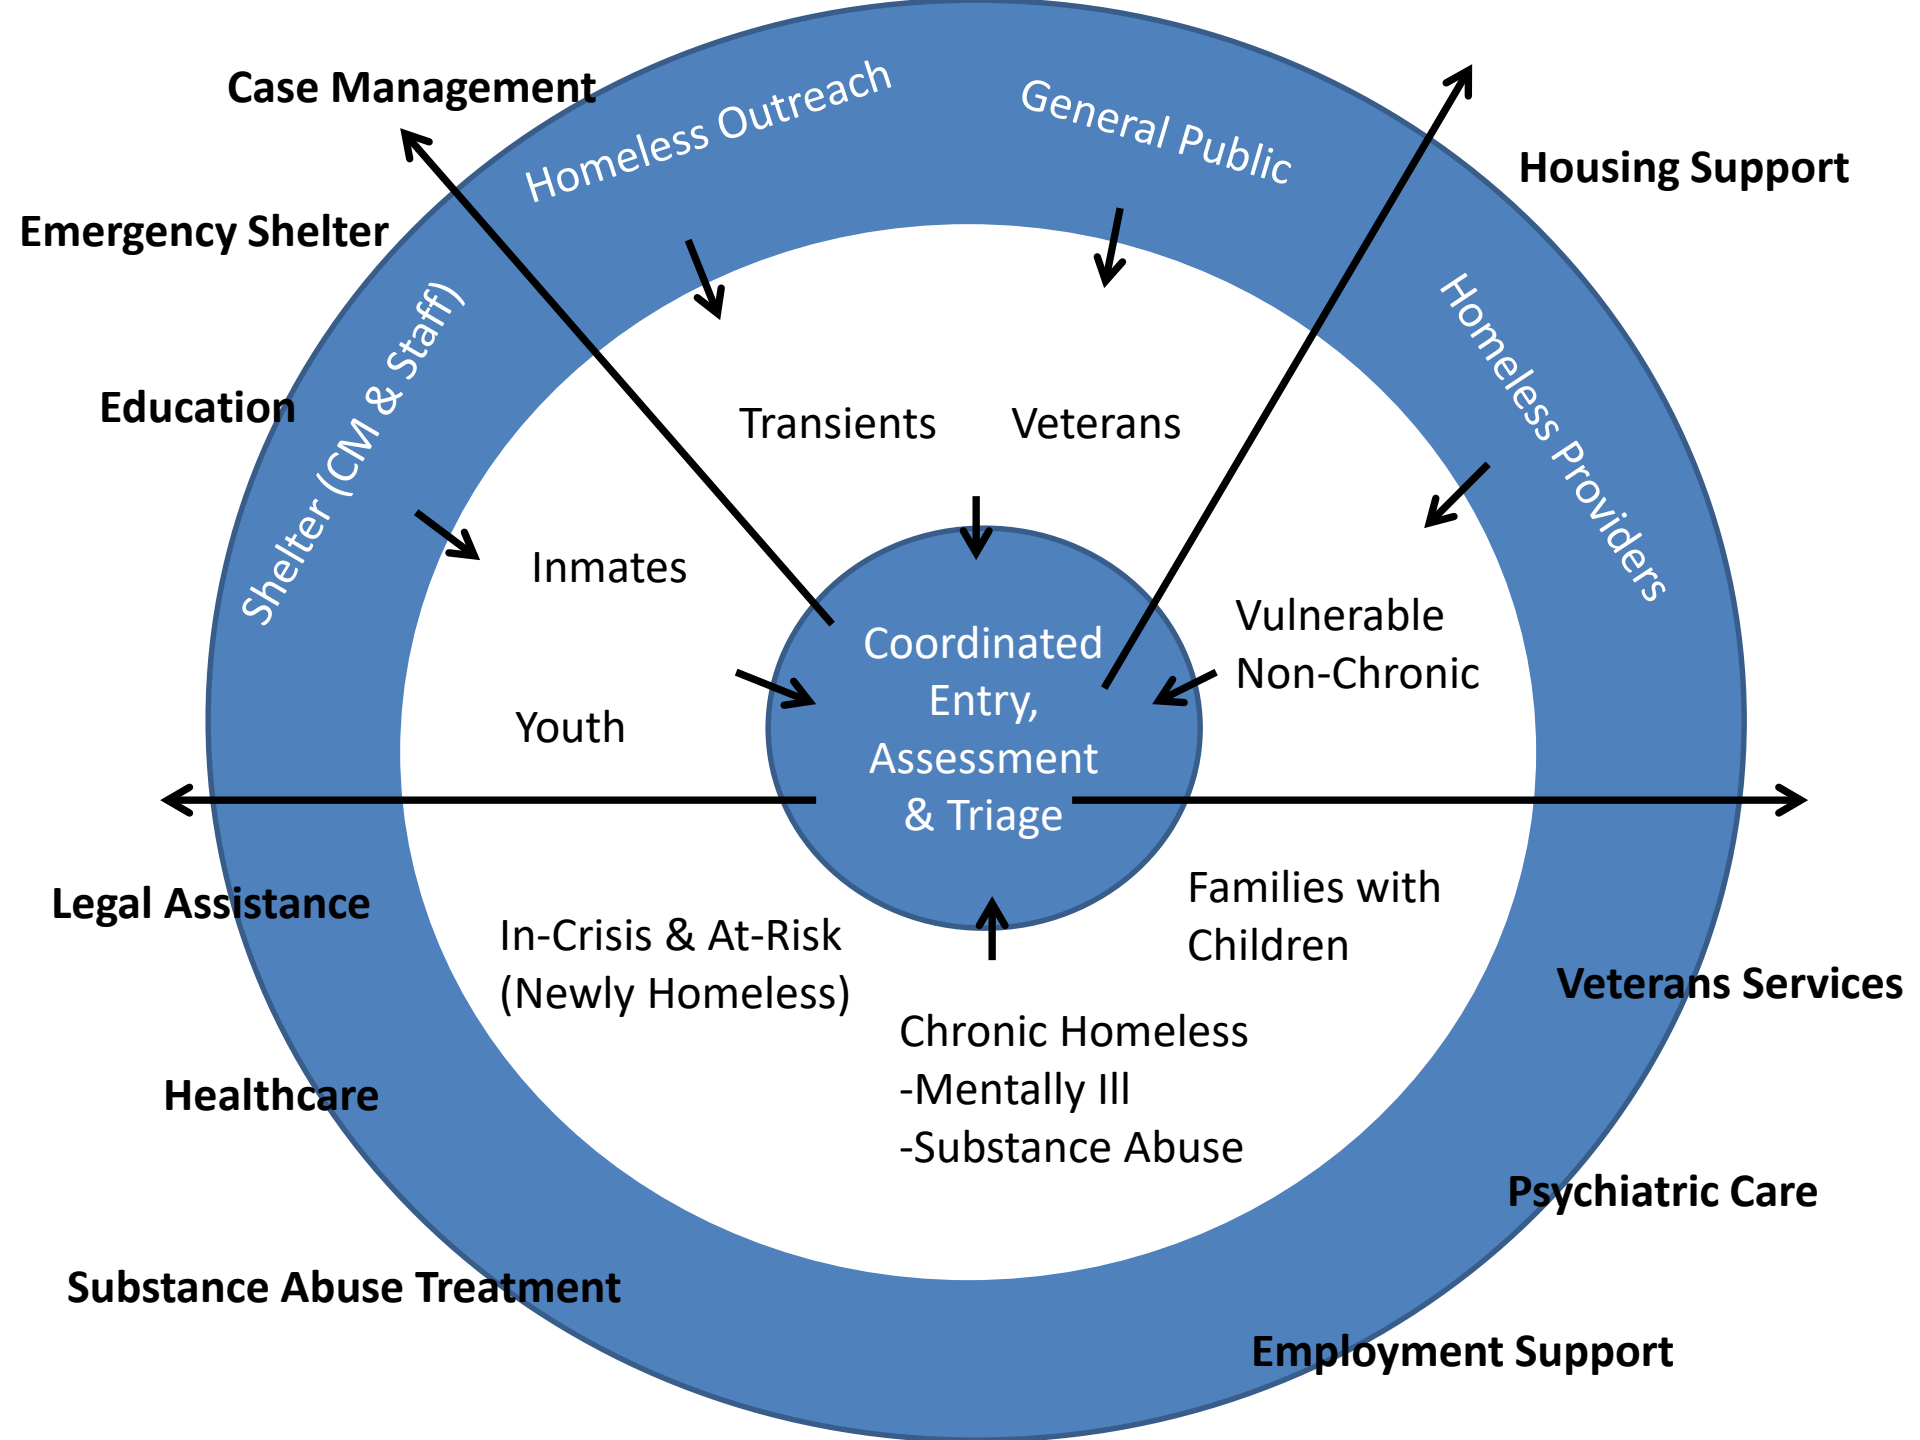 Case Management
Homeless Outreach
General Public
Housing Support
Emergency Shelter
Shelter (CM & Staff)
Homeless Providers
Education
Transients
Veterans
Inmates
Vulnerable
Non-Chronic
Youth
Coordinated
Entry,
Assessment
& Triage
Legal Assistance
In-Crisis & At-Risk
(Newly Homeless)
Families with
Children
Veterans Services
Chronic Homeless
-Mentally Ill
-Substance Abuse
Healthcare
Psychiatric Care
Substance Abuse Treatment
Employment Support